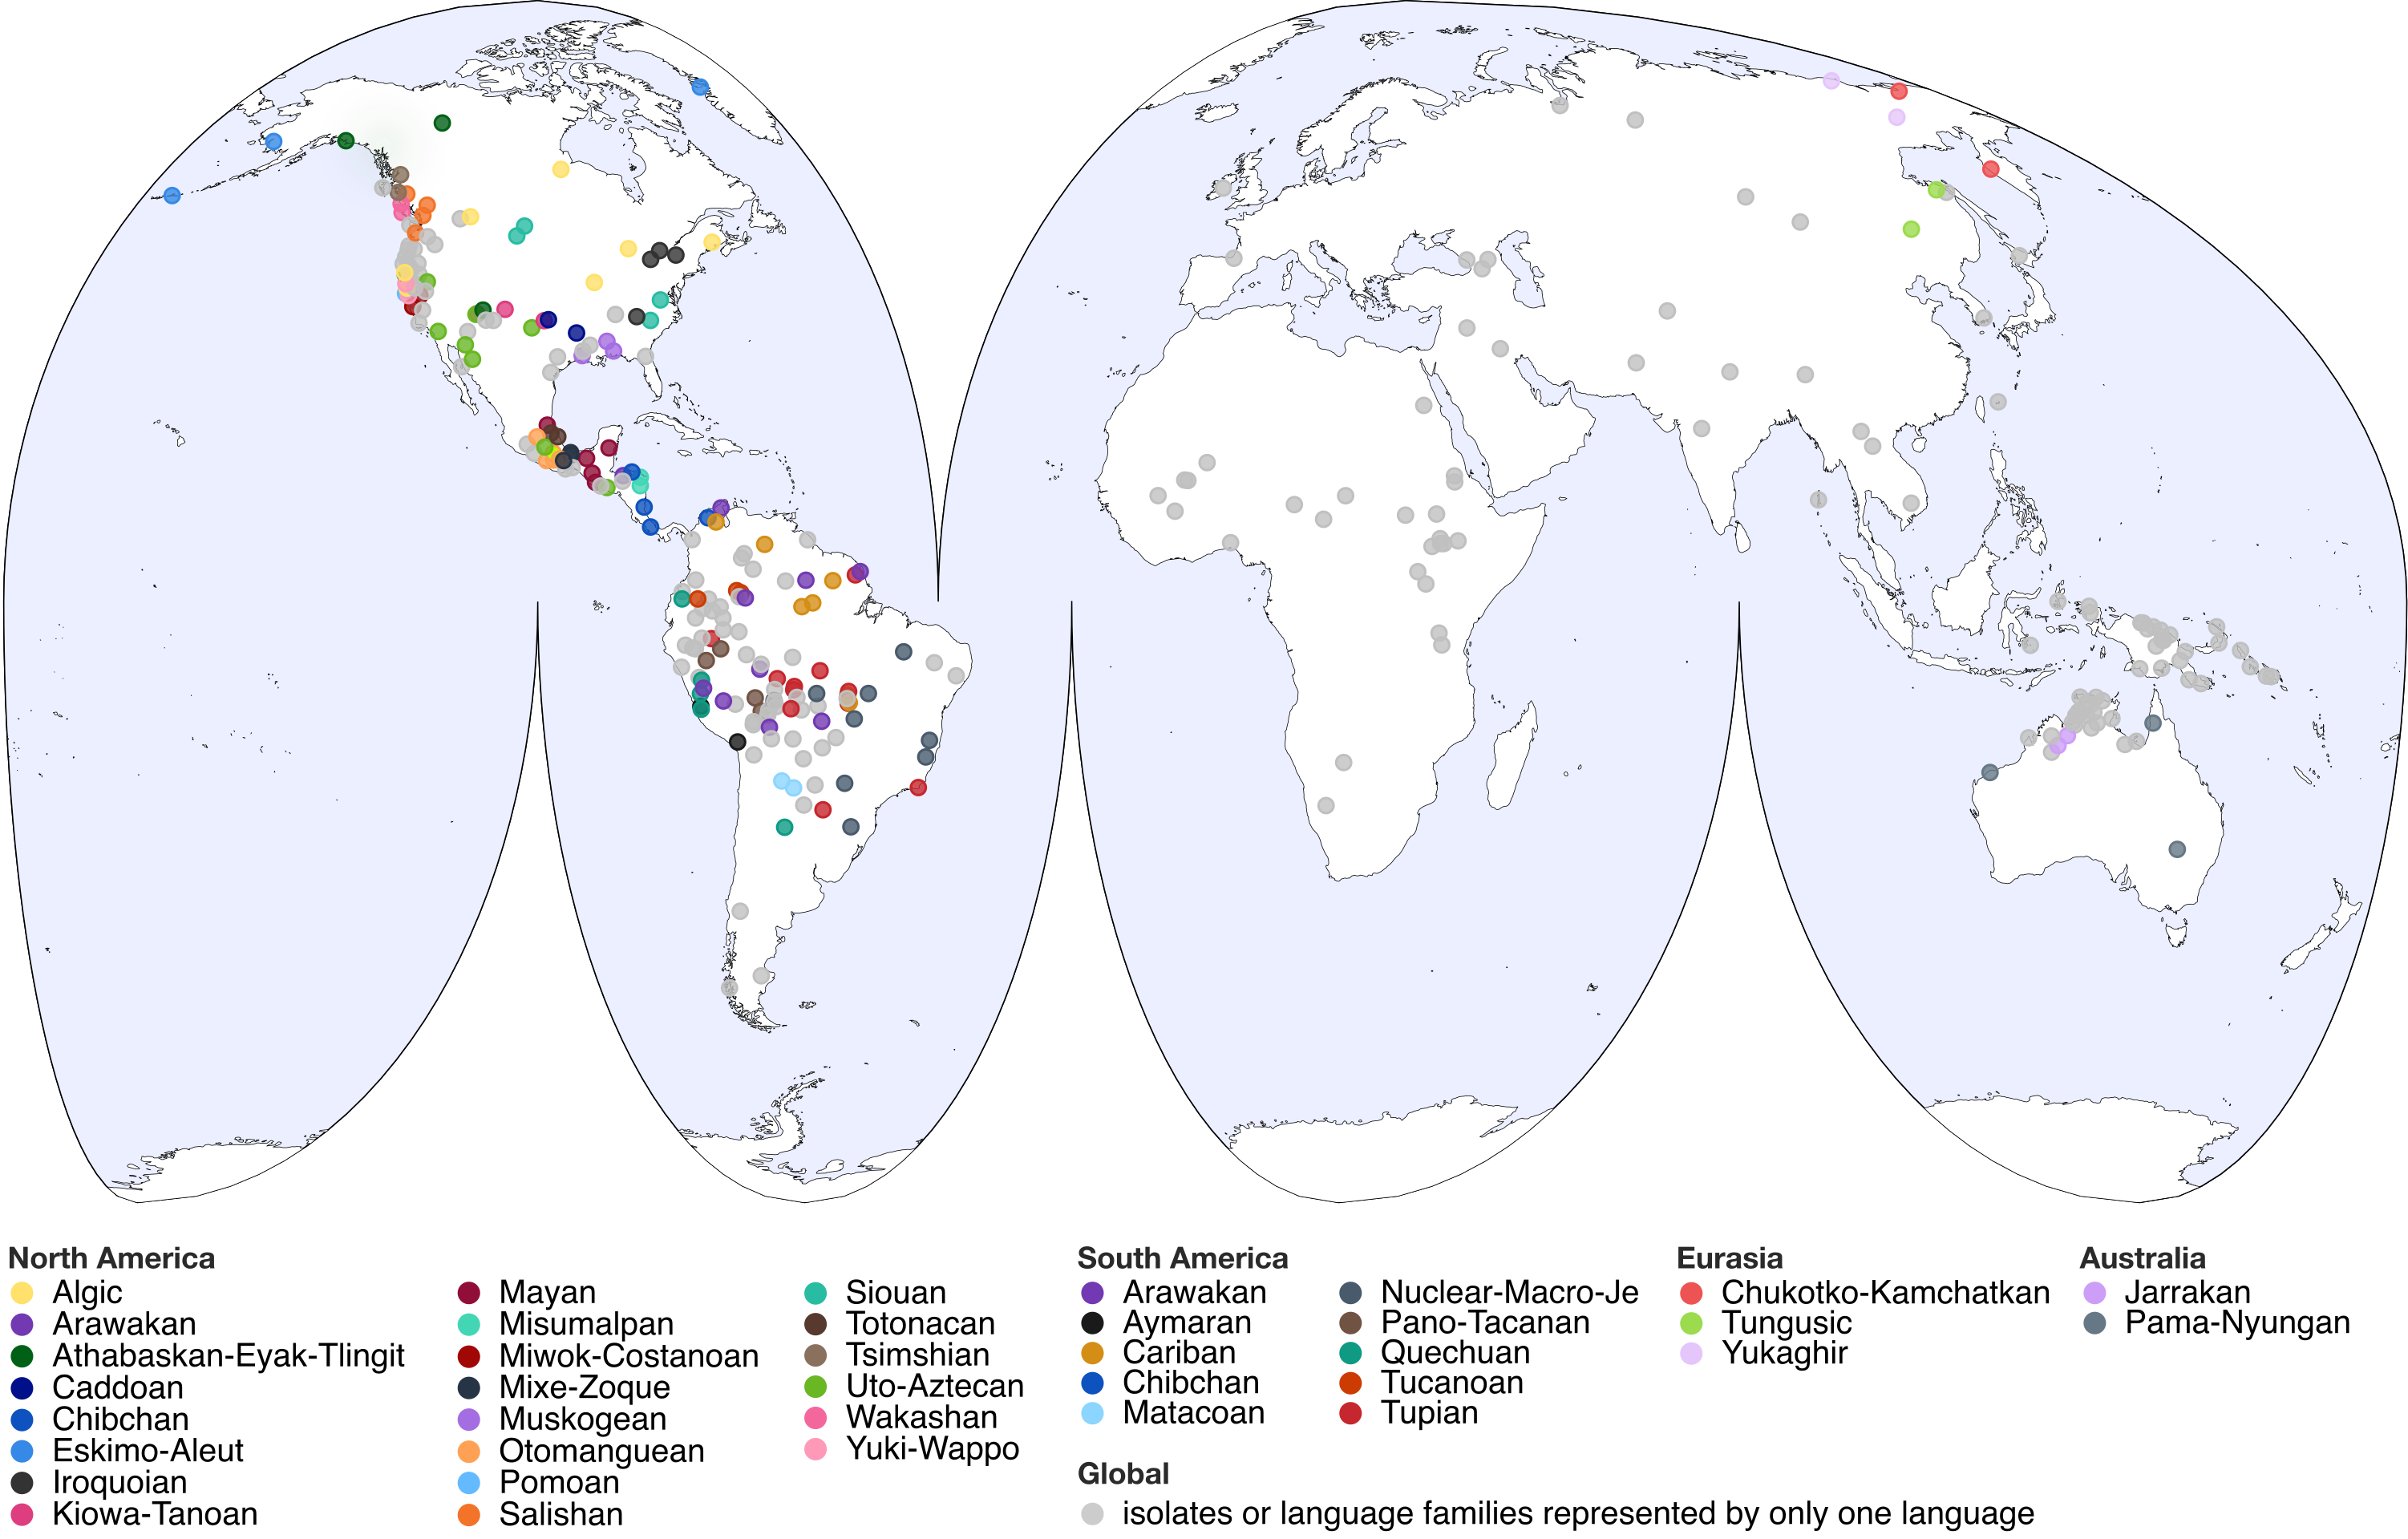 North America
Algic
Arawakan
Athabaskan-Eyak-Tlingit
Caddoan
Chibchan
Eskimo-Aleut
Iroquoian
Kiowa-Tanoan
Mayan
Misumalpan
Miwok-Costanoan
Mixe-Zoque
Muskogean
Otomanguean
Pomoan
Salishan
Siouan
Totonacan
Tsimshian
Uto-Aztecan
Wakashan
Yuki-Wappo
South America
Arawakan
Aymaran
Cariban
Chibchan
Matacoan
Nuclear-Macro-Je
Pano-Tacanan
Quechuan
Tucanoan
Tupian
Eurasia
Chukotko-Kamchatkan
Tungusic
Yukaghir
Australia
Jarrakan
Pama-Nyungan
Global
isolates or language families represented by only one language